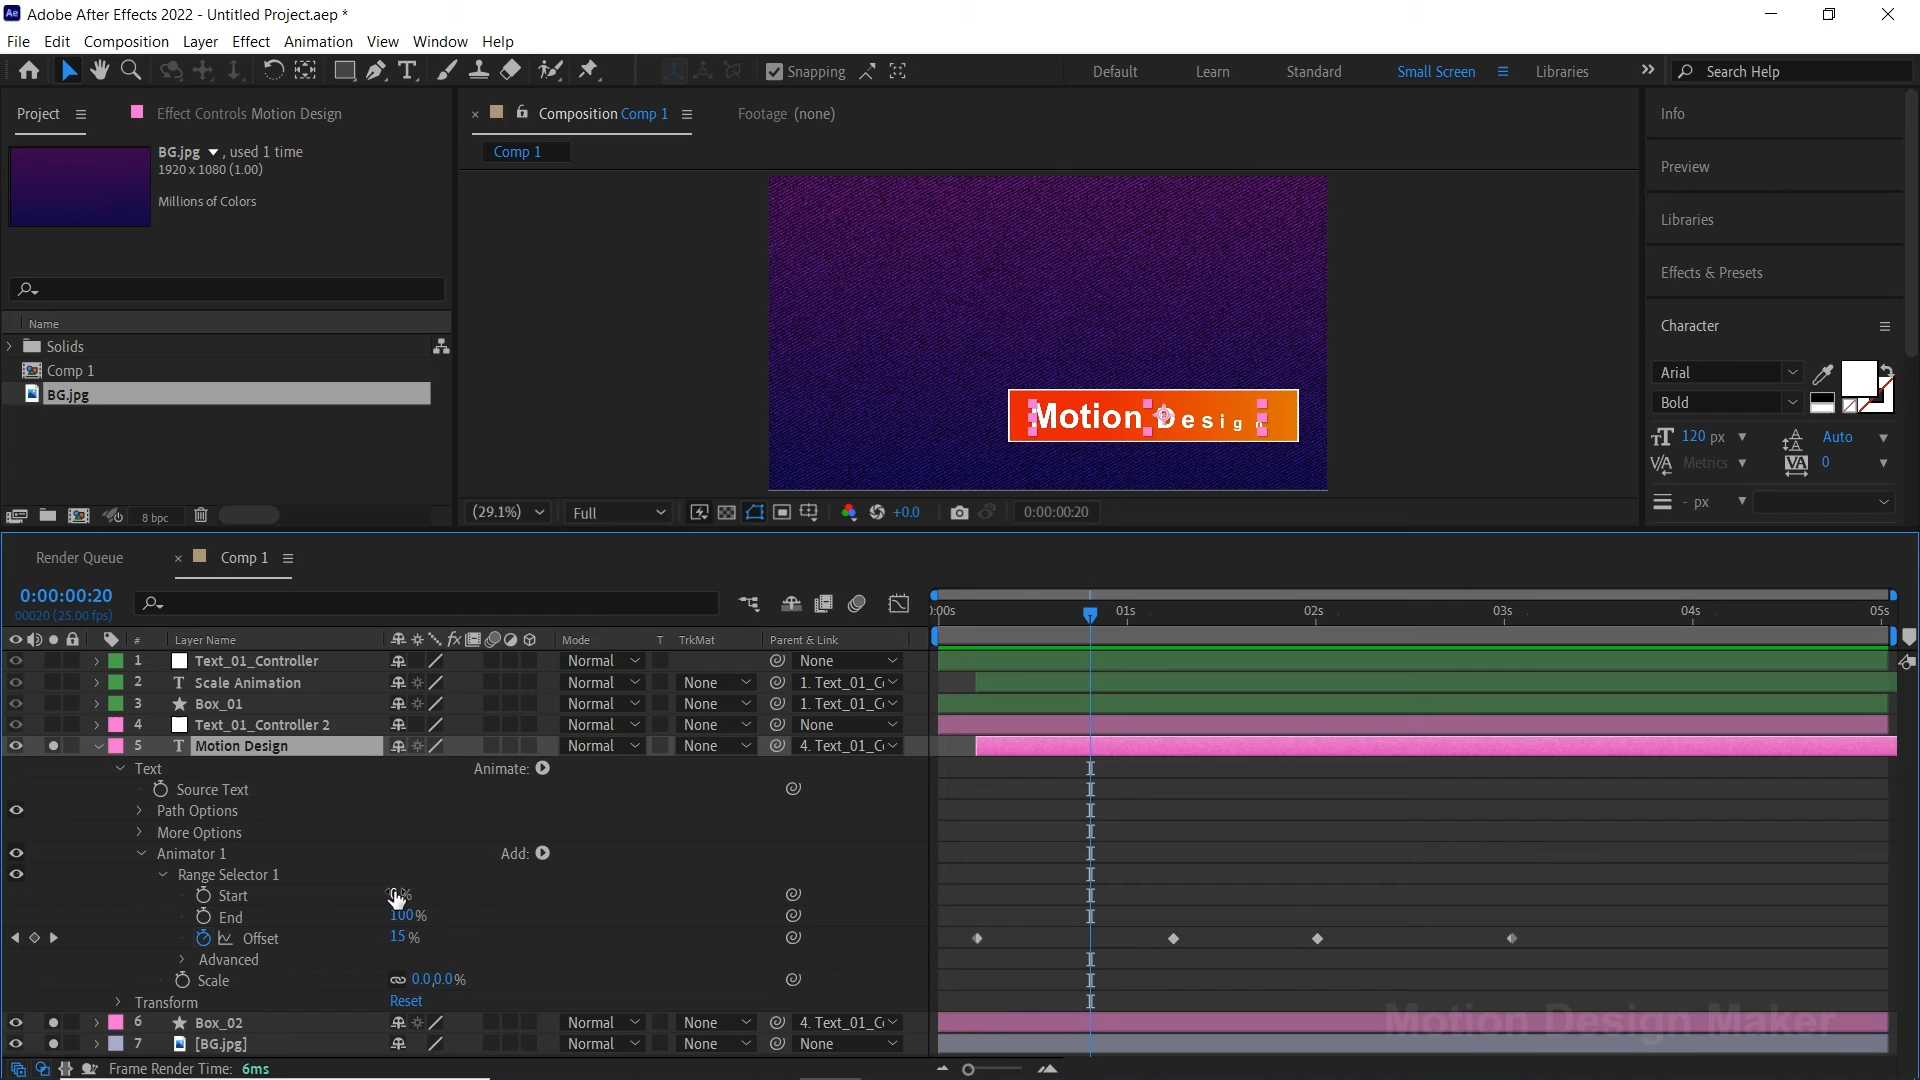 Ae Adobe After Effects 2022 - Untitled Project.aep *
File Edit Composition Layer Effect Animation View Window Help
Snapping Default Learn Standard Small Screen Libraries Search Help
Project Effect Controls Motion Design
BG.jpg , used 1 time
1920 x 1080 (1.00)
Millions of Colors
Name
Solids
Comp 1
BG.jpg
8 bpc
Composition Comp 1 Footage (none)
Comp 1
Motion Design
(29.1%) Full +0.0 0:00:00:20
Info
Preview
Libraries
Effects & Presets
Character
Arial
Bold
120 px Auto
Metrics 0
- px
Render Queue Comp 1
0:00:00:20
00020 (25.00 fps)
):00s 01s 02s 03s 04s 05s
# Layer Name fx Mode T TrkMat Parent & Link
1 Text_01_Controller Normal None
2 T Scale Animation Normal None 1. Text_01_C
3 Box_01 Normal None 1. Text_01_C
4 Text_01_Controller 2 Normal None None
5 T Motion Design Normal None 4. Text_01_C
Text Animate:
Source Text
Path Options
More Options
Animator 1 Add:
Range Selector 1
Start %
End 100%
Offset 15%
Advanced
Scale 0.0,0.0%
Transform Reset
6 Box_02 Normal None 4. Text_01_C
7 [BG.jpg] Normal None None
Motion Design Maker
Frame Render Time: 6ms